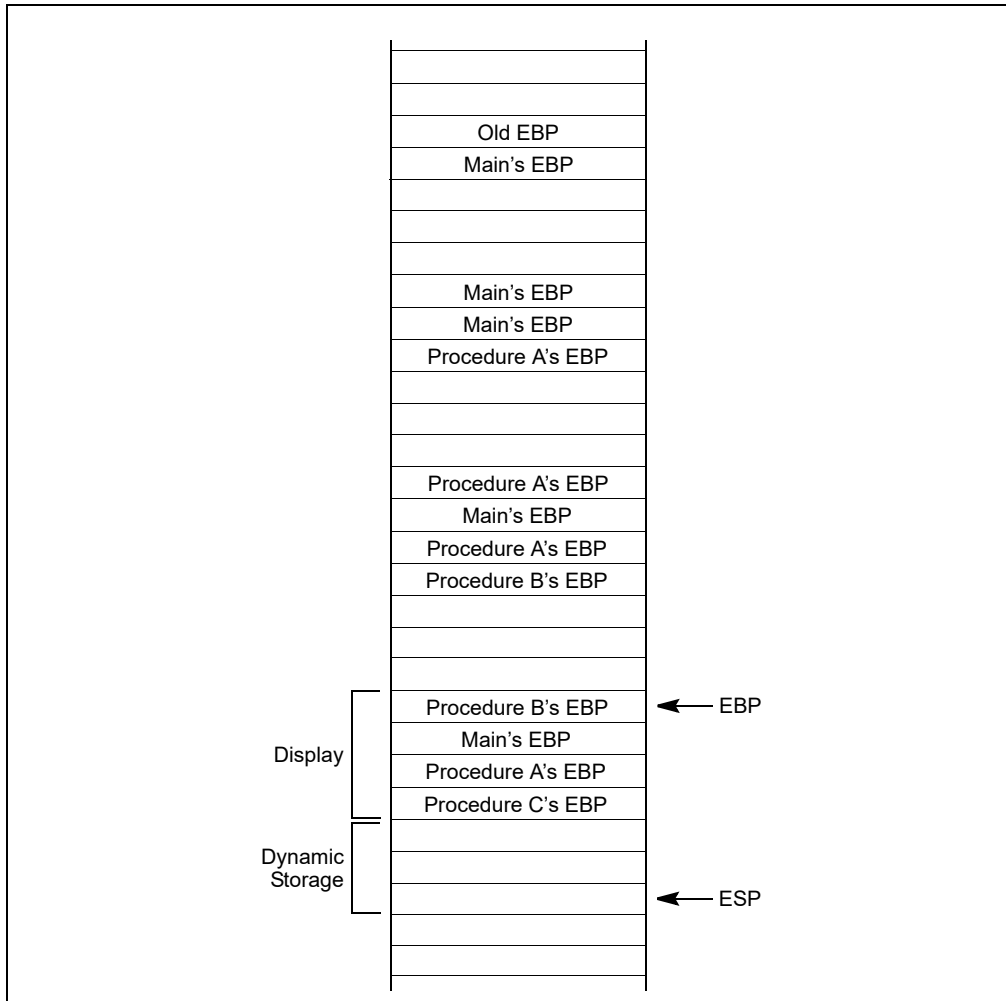 Old EBP
Main’s EBP
Main’s EBP
Main’s EBP
Procedure A’s EBP
Procedure A’s EBP
Main’s EBP
Procedure A’s EBP
Procedure B’s EBP
Procedure B’s EBP
EBP
Main’s EBP
Display
Procedure A’s EBP
Procedure C’s EBP
Dynamic
Storage
ESP